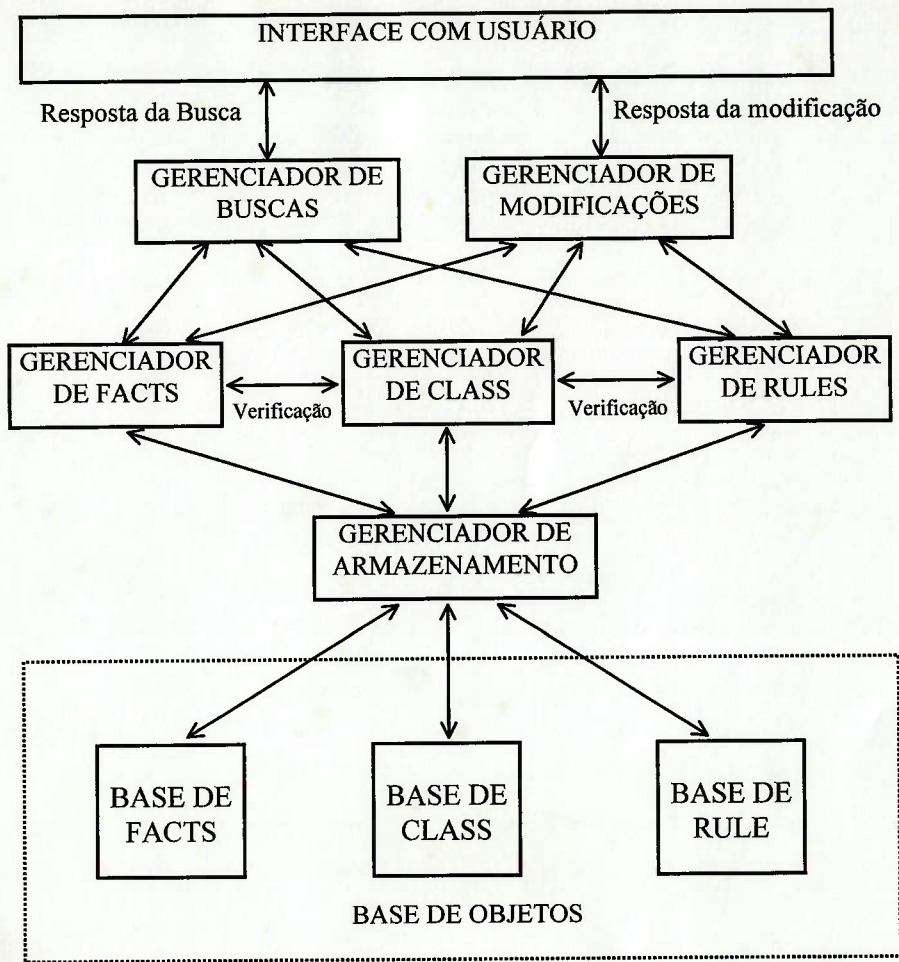 INTERFACE COM USUÁRIO
Resposta da Busca
Resposta da modificação
GERENCIADOR DE
BUSCAS
GERENCIADOR DE
MODIFICAÇÕES
GERENCIADOR
DE FACTS
Verificação
GERENCIADOR
DE CLASS
Verificação
GERENCIADOR
DE RULES
GERENCIADOR DE
ARMAZENAMENTO
BASE DE
FACTS
BASE DE
CLASS
BASE DE
RULE
BASE DE OBJETOS